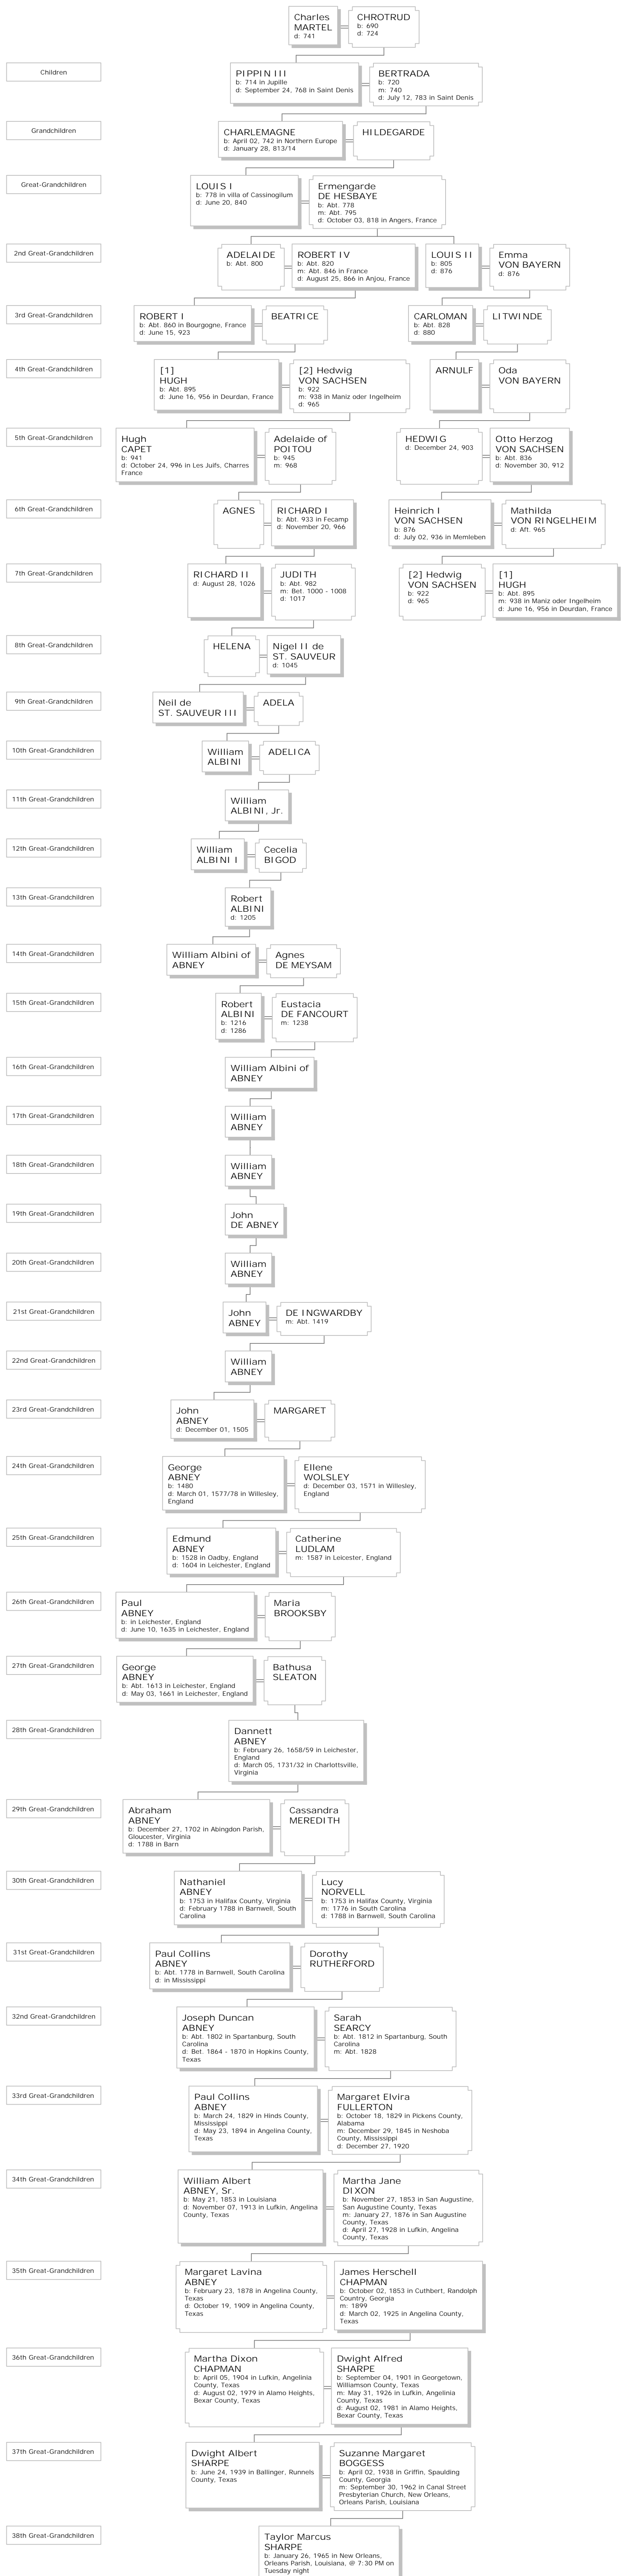 Charles
MARTEL
d: 741
CHROTRUD
b: 690
d: 724
Children
PIPPIN III
b: 714 in Jupille
d: September 24, 768 in Saint Denis
BERTRADA
b: 720
m: 740
d: July 12, 783 in Saint Denis
Grandchildren
CHARLEMAGNE
b: April 02, 742 in Northern Europe
d: January 28, 813/14
HILDEGARDE
Great-Grandchildren
LOUIS I
b: 778 in villa of Cassinogilum
d: June 20, 840
Ermengarde
DE HESBAYE
b: Abt. 778
m: Abt. 795
d: October 03, 818 in Angers, France
2nd Great-Grandchildren
ADELAIDE
b: Abt. 800
ROBERT IV
b: Abt. 820
m: Abt. 846 in France
d: August 25, 866 in Anjou, France
LOUIS II
b: 805
d: 876
Emma
VON BAYERN
d: 876
3rd Great-Grandchildren
ROBERT I
b: Abt. 860 in Bourgogne, France
d: June 15, 923
BEATRICE
CARLOMAN
b: Abt. 828
d: 880
LITWINDE
4th Great-Grandchildren
[1]
HUGH
b: Abt. 895
d: June 16, 956 in Deurdan, France
[2] Hedwig
VON SACHSEN
b: 922
m: 938 in Maniz oder Ingelheim
d: 965
ARNULF
Oda
VON BAYERN
5th Great-Grandchildren
Hugh
CAPET
b: 941
d: October 24, 996 in Les Juifs, Charres
France
Adelaide of
POITOU
b: 945
m: 968
HEDWIG
d: December 24, 903
Otto Herzog
VON SACHSEN
b: Abt. 836
d: November 30, 912
6th Great-Grandchildren
AGNES
RICHARD I
b: Abt. 933 in Fecamp
d: November 20, 966
Heinrich I
VON SACHSEN
b: 876
d: July 02, 936 in Memleben
Mathilda
VON RINGELHEIM
d: Aft. 965
7th Great-Grandchildren
RICHARD II
d: August 28, 1026
JUDITH
b: Abt. 982
m: Bet. 1000 - 1008
d: 1017
[2] Hedwig
VON SACHSEN
b: 922
d: 965
[1]
HUGH
b: Abt. 895
m: 938 in Maniz oder Ingelheim
d: June 16, 956 in Deurdan, France
8th Great-Grandchildren
HELENA
Nigel II de
ST. SAUVEUR
d: 1045
9th Great-Grandchildren
Neil de
ST. SAUVEUR III
ADELA
10th Great-Grandchildren
William
ALBINI
ADELICA
11th Great-Grandchildren
William
ALBINI, Jr.
12th Great-Grandchildren
William
ALBINI I
Cecelia
BIGOD
13th Great-Grandchildren
Robert
ALBINI
d: 1205
14th Great-Grandchildren
William Albini of
ABNEY
Agnes
DE MEYSAM
15th Great-Grandchildren
Robert
ALBINI
b: 1216
d: 1286
Eustacia
DE FANCOURT
m: 1238
16th Great-Grandchildren
William Albini of
ABNEY
17th Great-Grandchildren
William
ABNEY
18th Great-Grandchildren
William
ABNEY
19th Great-Grandchildren
John
DE ABNEY
20th Great-Grandchildren
William
ABNEY
21st Great-Grandchildren
John
ABNEY
DE INGWARDBY
m: Abt. 1419
22nd Great-Grandchildren
William
ABNEY
23rd Great-Grandchildren
John
ABNEY
d: December 01, 1505
MARGARET
24th Great-Grandchildren
George
ABNEY
b: 1480
d: March 01, 1577/78 in Willesley,
England
Ellene
WOLSLEY
d: December 03, 1571 in Willesley,
England
25th Great-Grandchildren
Edmund
ABNEY
b: 1528 in Oadby, England
d: 1604 in Leichester, England
Catherine
LUDLAM
m: 1587 in Leicester, England
26th Great-Grandchildren
Paul
ABNEY
b: in Leichester, England
d: June 10, 1635 in Leichester, England
Maria
BROOKSBY
27th Great-Grandchildren
George
ABNEY
b: Abt. 1613 in Leichester, England
d: May 03, 1661 in Leichester, England
Bathusa
SLEATON
28th Great-Grandchildren
Dannett
ABNEY
b: February 26, 1658/59 in Leichester,
England
d: March 05, 1731/32 in Charlottsville,
Virginia
29th Great-Grandchildren
Abraham
ABNEY
b: December 27, 1702 in Abingdon Parish,
Gloucester, Virginia
d: 1788 in Barn
Cassandra
MEREDITH
30th Great-Grandchildren
Nathaniel
ABNEY
b: 1753 in Halifax County, Virginia
d: February 1788 in Barnwell, South
Carolina
Lucy
NORVELL
b: 1753 in Halifax County, Virginia
m: 1776 in South Carolina
d: 1788 in Barnwell, South Carolina
31st Great-Grandchildren
Paul Collins
ABNEY
b: Abt. 1778 in Barnwell, South Carolina
d: in Mississippi
Dorothy
RUTHERFORD
32nd Great-Grandchildren
Joseph Duncan
ABNEY
b: Abt. 1802 in Spartanburg, South
Carolina
d: Bet. 1864 - 1870 in Hopkins County,
Texas
Sarah
SEARCY
b: Abt. 1812 in Spartanburg, South
Carolina
m: Abt. 1828
33rd Great-Grandchildren
Paul Collins
ABNEY
b: March 24, 1829 in Hinds County,
Mississippi
d: May 23, 1894 in Angelina County,
Texas
Margaret Elvira
FULLERTON
b: October 18, 1829 in Pickens County,
Alabama
m: December 29, 1845 in Neshoba
County, Mississippi
d: December 27, 1920
34th Great-Grandchildren
William Albert
ABNEY, Sr.
b: May 21, 1853 in Louisiana
d: November 07, 1913 in Lufkin, Angelina
County, Texas
Martha Jane
DIXON
b: November 27, 1853 in San Augustine,
San Augustine County, Texas
m: January 27, 1876 in San Augustine
County, Texas
d: April 27, 1928 in Lufkin, Angelina
County, Texas
35th Great-Grandchildren
Margaret Lavina
ABNEY
b: February 23, 1878 in Angelina County,
Texas
d: October 19, 1909 in Angelina County,
Texas
James Herschell
CHAPMAN
b: October 02, 1853 in Cuthbert, Randolph
Country, Georgia
m: 1899
d: March 02, 1925 in Angelina County,
Texas
36th Great-Grandchildren
Martha Dixon
CHAPMAN
b: April 05, 1904 in Lufkin, Angelinia
County, Texas
d: August 02, 1979 in Alamo Heights,
Bexar County, Texas
Dwight Alfred
SHARPE
b: September 04, 1901 in Georgetown,
Williamson County, Texas
m: May 31, 1926 in Lufkin, Angelinia
County, Texas
d: August 02, 1981 in Alamo Heights,
Bexar County, Texas
37th Great-Grandchildren
Dwight Albert
SHARPE
b: June 24, 1939 in Ballinger, Runnels
County, Texas
Suzanne Margaret
BOGGESS
b: April 02, 1938 in Griffin, Spaulding
County, Georgia
m: September 30, 1962 in Canal Street
Presbyterian Church, New Orleans,
Orleans Parish, Louisiana
38th Great-Grandchildren
Taylor Marcus
SHARPE
b: January 26, 1965 in New Orleans,
Orleans Parish, Louisiana, @ 7:30 PM on
Tuesday night